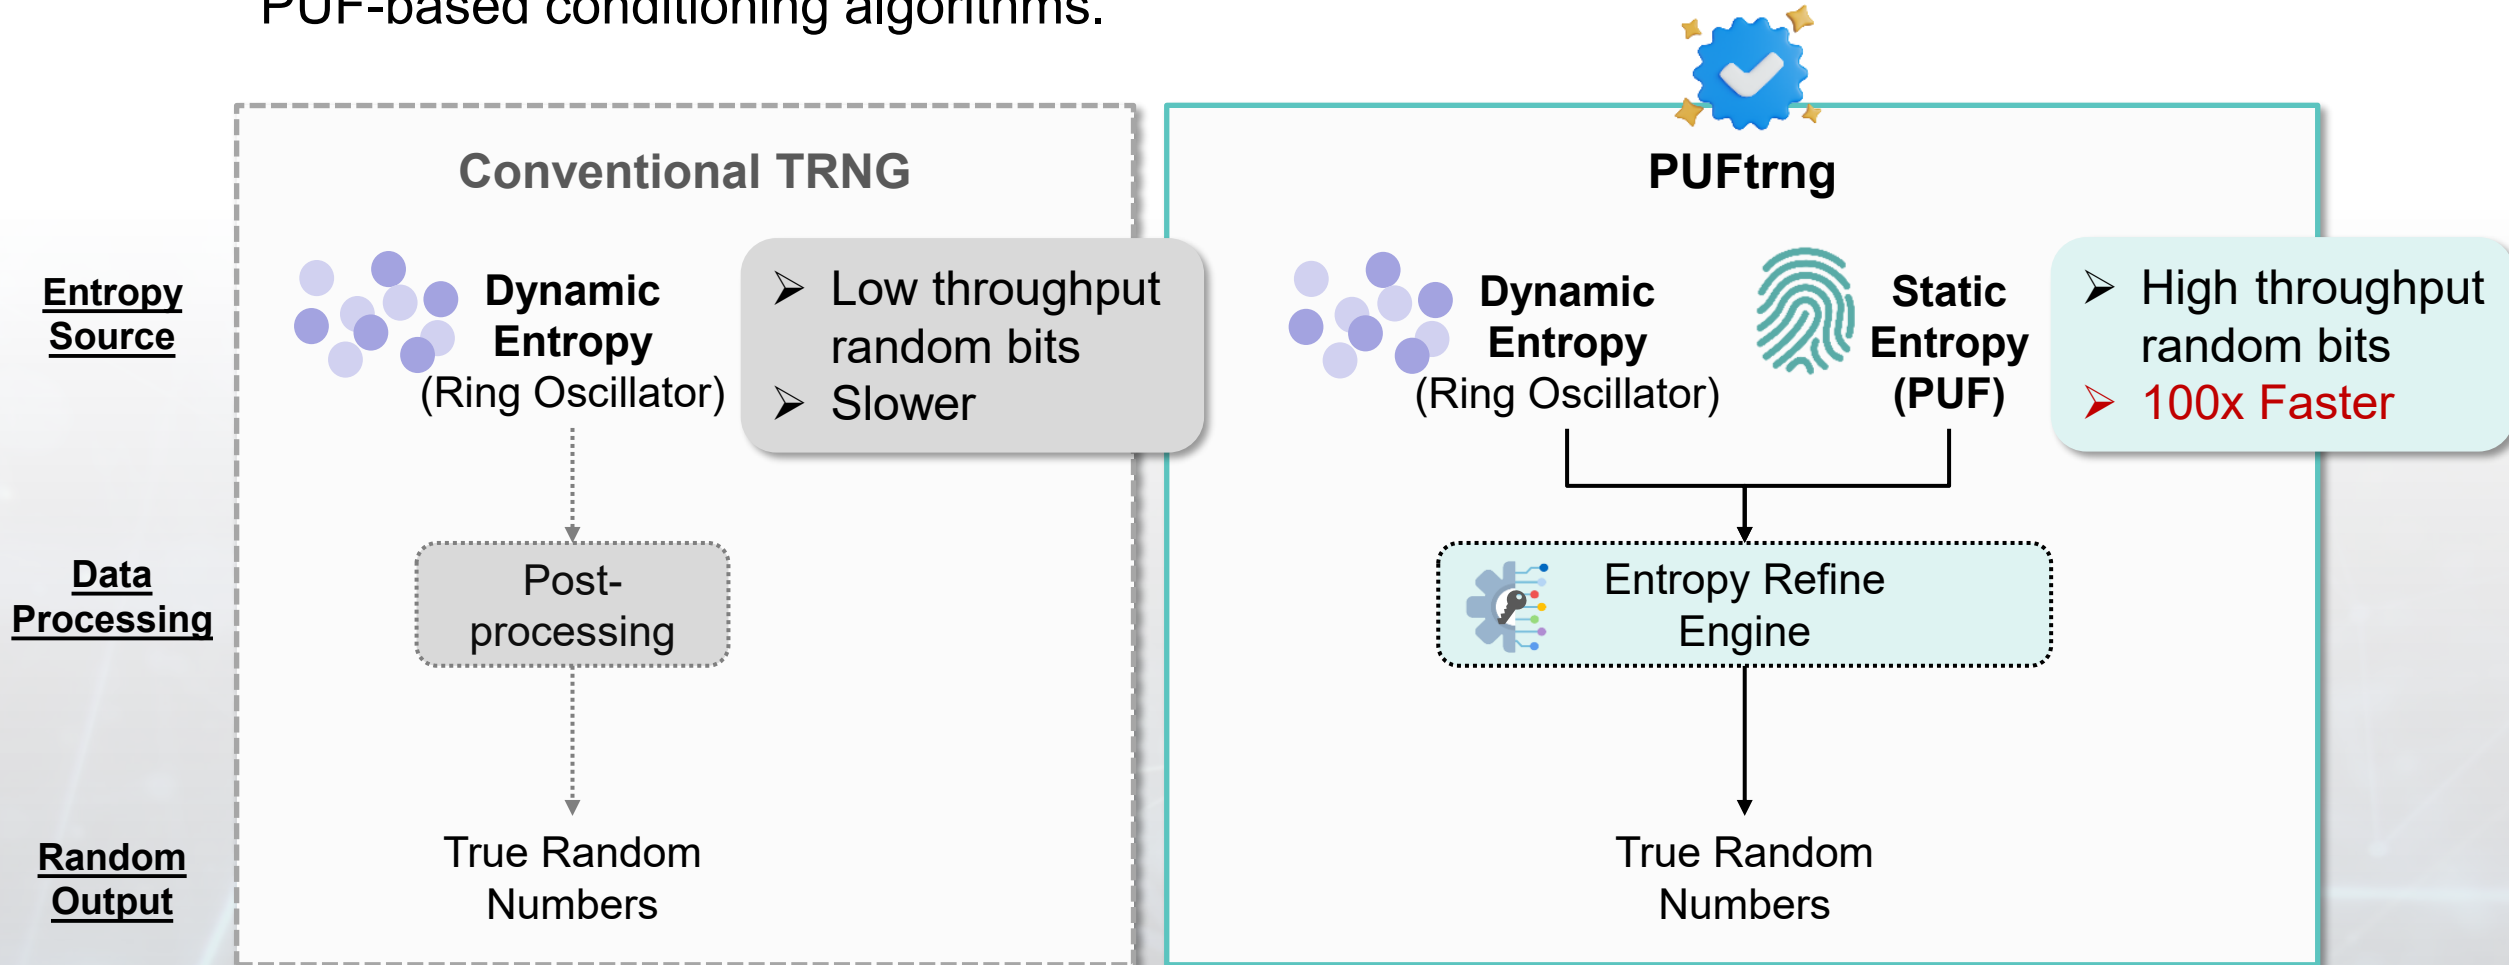 PUF-based conditioning algorithms.
Conventional TRNG
PUFtrng
Entropy
Source
Dynamic
Entropy
(Ring Oscillator)
➢ Low throughput
random bits
➢ Slower
Dynamic
Entropy
(Ring Oscillator)
Static
Entropy
(PUF)
➢ High throughput
random bits
➢ 100x Faster
Data
Processing
Post-
processing
Entropy Refine
Engine
Random
Output
True Random
Numbers
True Random
Numbers